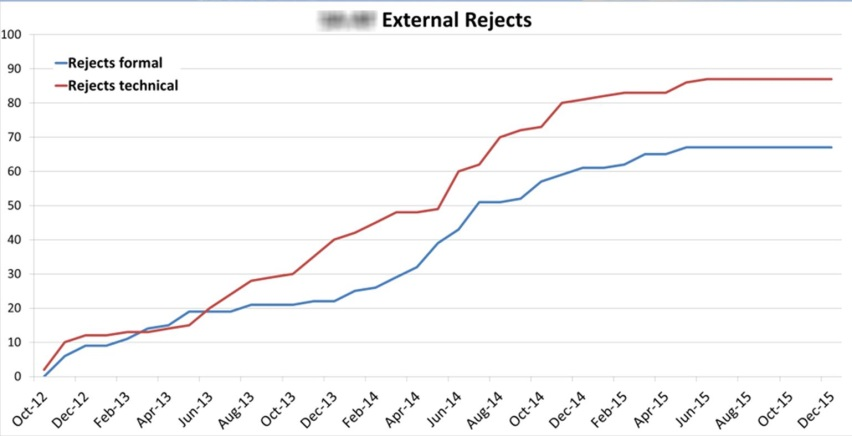 External Rejects
100
Rejects formal
90
Rejects technical
80
70
60
50
40
30
20
10
0
Oct-12 Dec-12 Feb-13 Apr-13 Jun-13 Aug-13 Oct-13 Dec-13 Feb-14 Apr-14 Jun-14 Aug-14 Oct-14 Dec-14 Feb-15 Apr-15 Jun-15 Aug-15 Oct-15 Dec-15